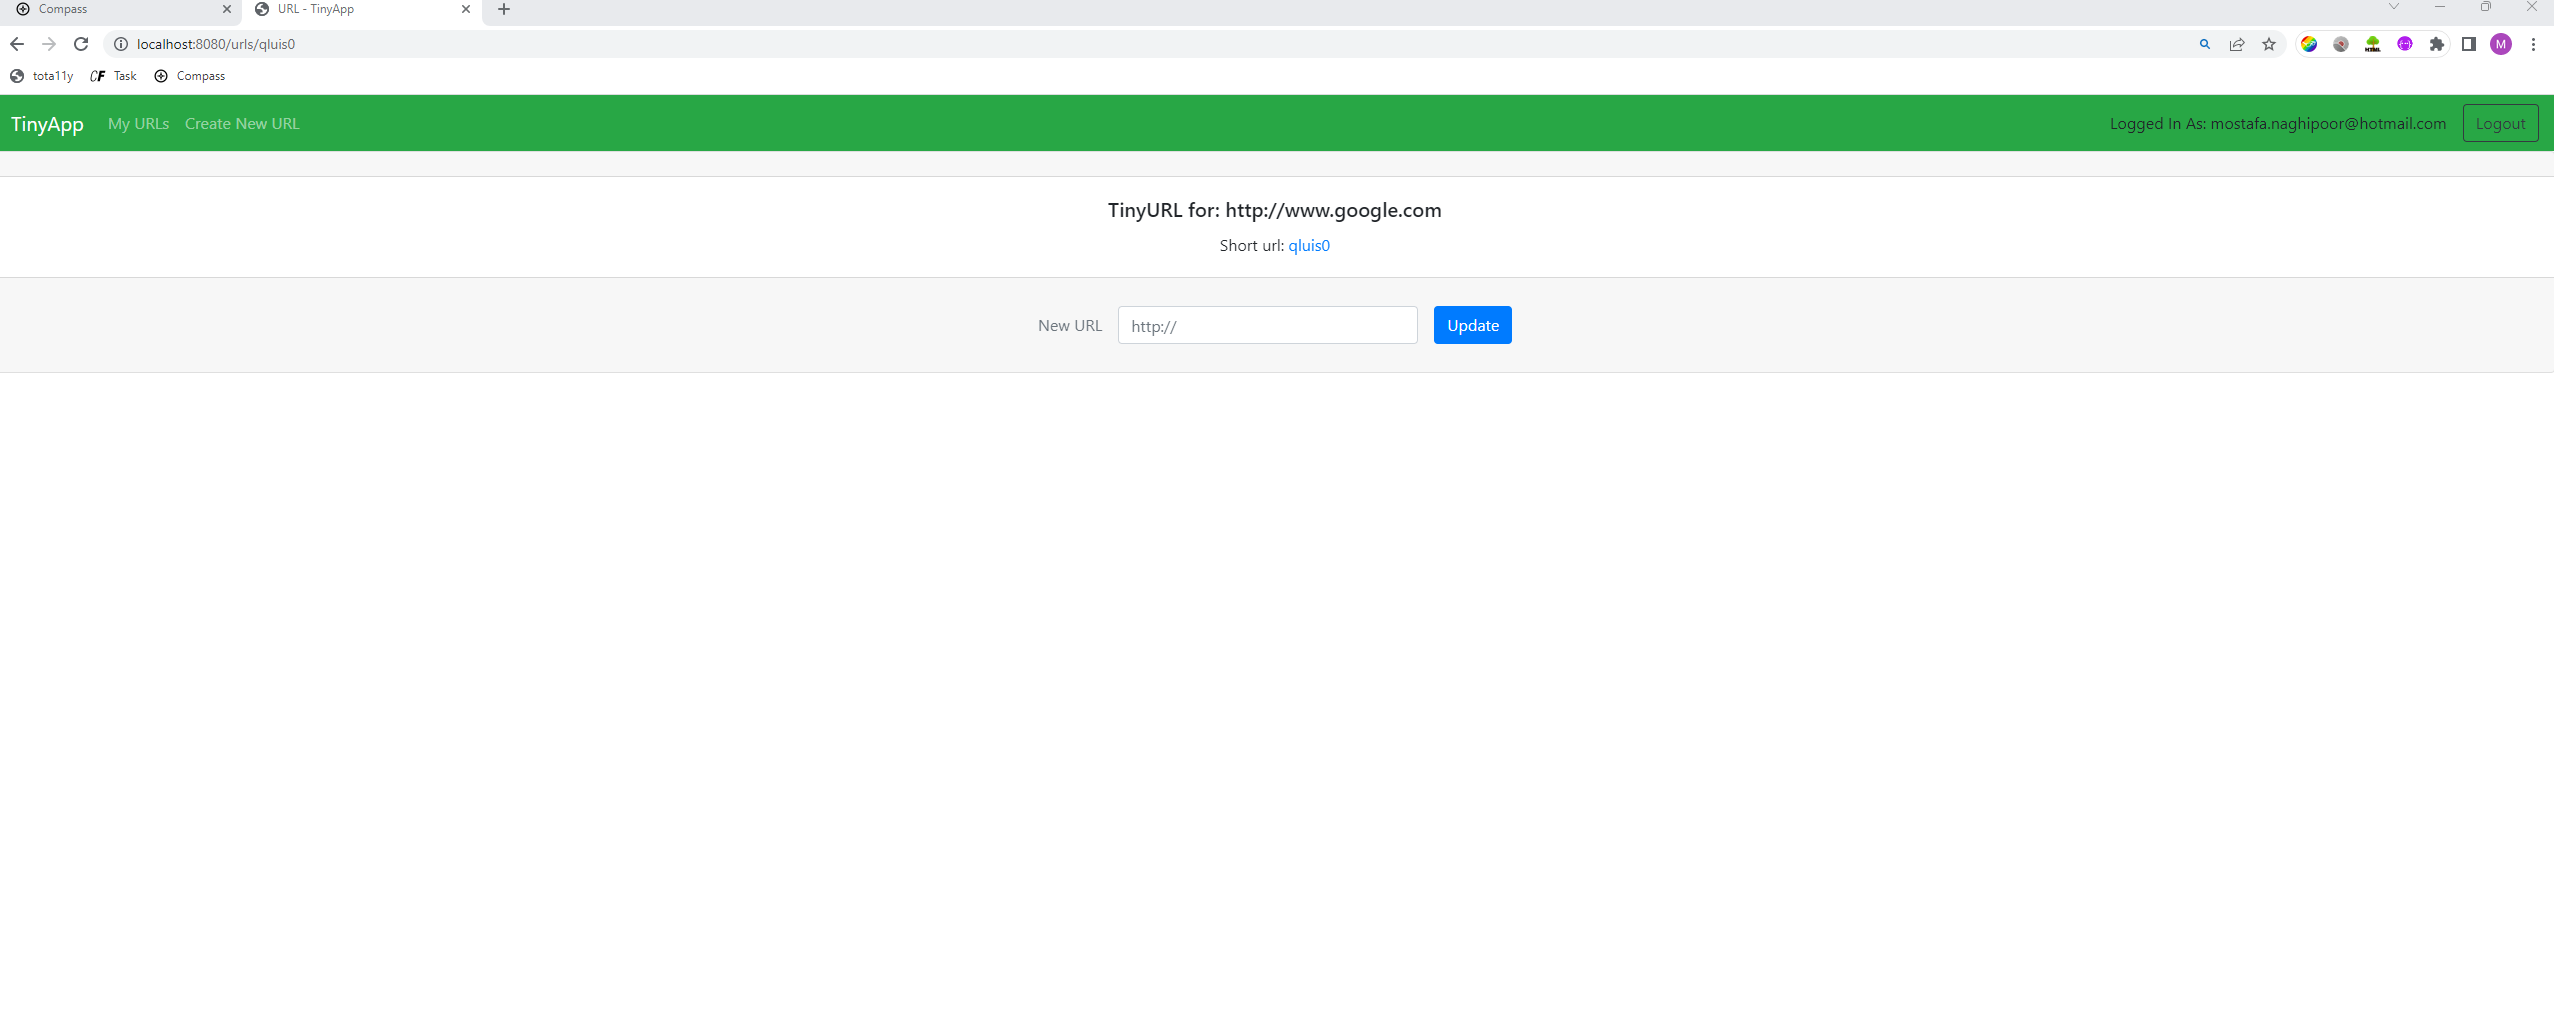 Compass
URL - TinyApp
localhost:8080/urls/qluis0
M
tota11y
CF Task
Compass
TinyApp My URLs Create New URL Logged In As: mostafa.naghipoor@hotmail.com Logout
TinyURL for: http://www.google.com
Short url: qluis0
New URL http:// Update